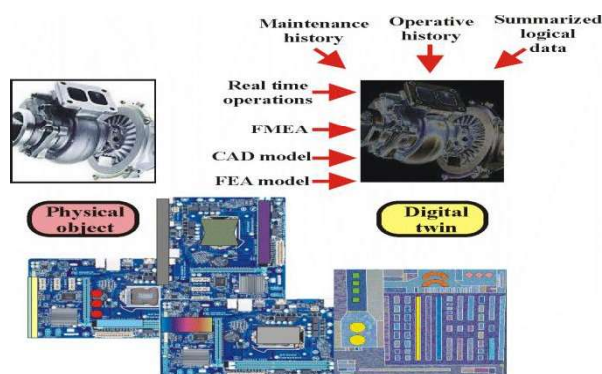 Maintenance
history
Operative
history
Summarized
logical
data
Real time
operations
FMEA
CAD model
FEA model
Physical
object
Digital
twin